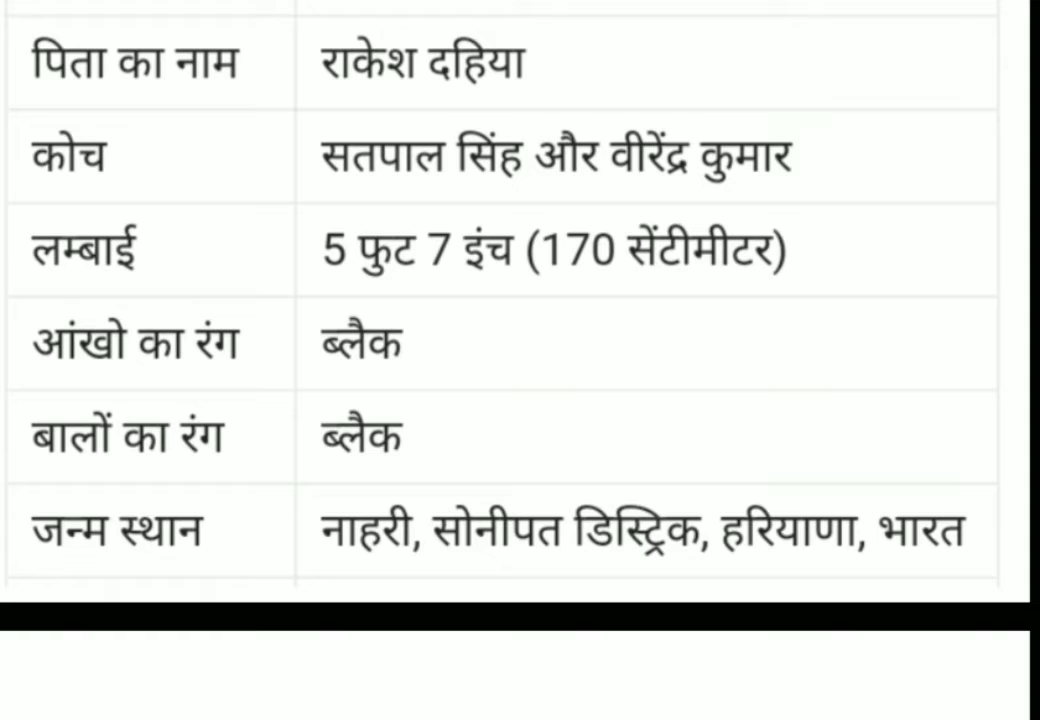 पिता का नाम राकेश दहिया
कोच सतपाल सिंह और वीरेंद्र कुमार
लम्बाई 5 फुट 7 इंच (170 सेंटीमीटर)
आंखो का रंग ब्लैक
बालों का रंग ब्लैक
जन्म स्थान नाहरी, सोनीपत डिस्ट्रिक, हरियाणा, भारत